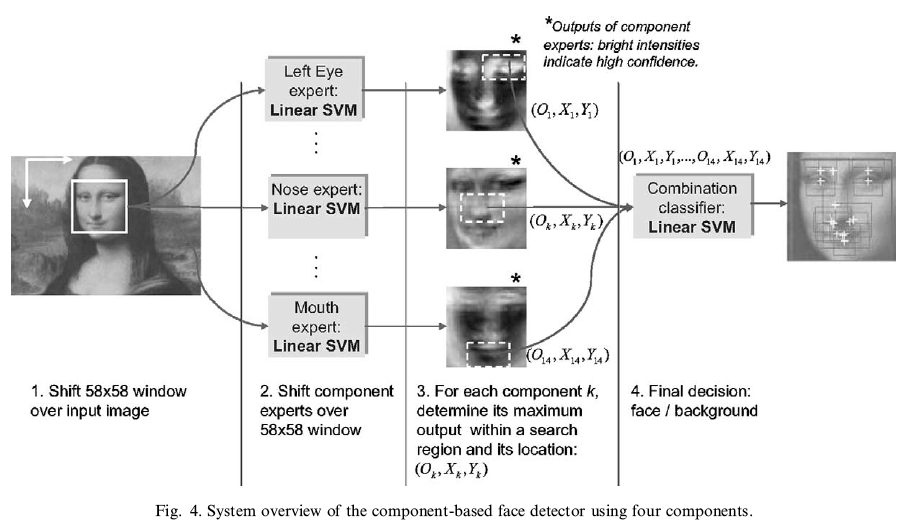 *Outputs of component
experts: bright intensities
indicate high confidence.
*
Left Eye
expert:
Linear SVM
(O₁, X₁, Y₁)
⋮
*
Nose expert:
Linear SVM
(Oₖ, Xₖ, Yₖ)
⋮
*
Mouth
expert:
Linear SVM
(O₁₄, X₁₄, Y₁₄)
(O₁, X₁, Y₁,..., O₁₄, X₁₄, Y₁₄)
Combination
classifier:
Linear SVM
1. Shift 58x58 window
over input image
2. Shift component
experts over
58x58 window
3. For each component k,
determine its maximum
output within a search
region and its location:
(Oₖ, Xₖ, Yₖ)
4. Final decision:
face / background
Fig. 4. System overview of the component-based face detector using four components.